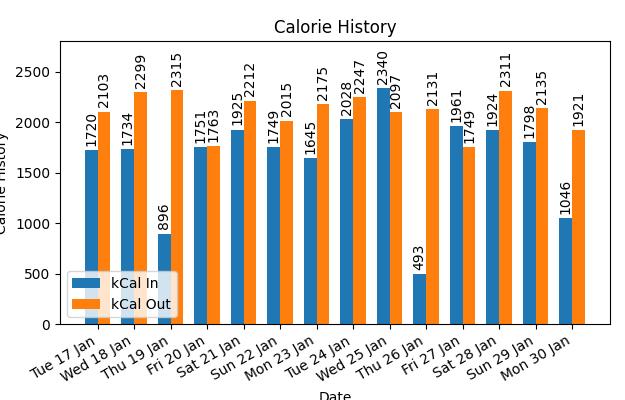 Calorie History
Calorie History
2500
2000
1500
1000
500
0
1720
2103
1734
2299
896
2315
1751
1763
1925
2212
1749
2015
1645
2175
2028
2247
2340
2097
493
2131
1961
1749
1924
2311
1798
2135
1046
1921
kCal In
kCal Out
Tue 17 Jan
Wed 18 Jan
Thu 19 Jan
Fri 20 Jan
Sat 21 Jan
Sun 22 Jan
Mon 23 Jan
Tue 24 Jan
Wed 25 Jan
Thu 26 Jan
Fri 27 Jan
Sat 28 Jan
Sun 29 Jan
Mon 30 Jan
Date